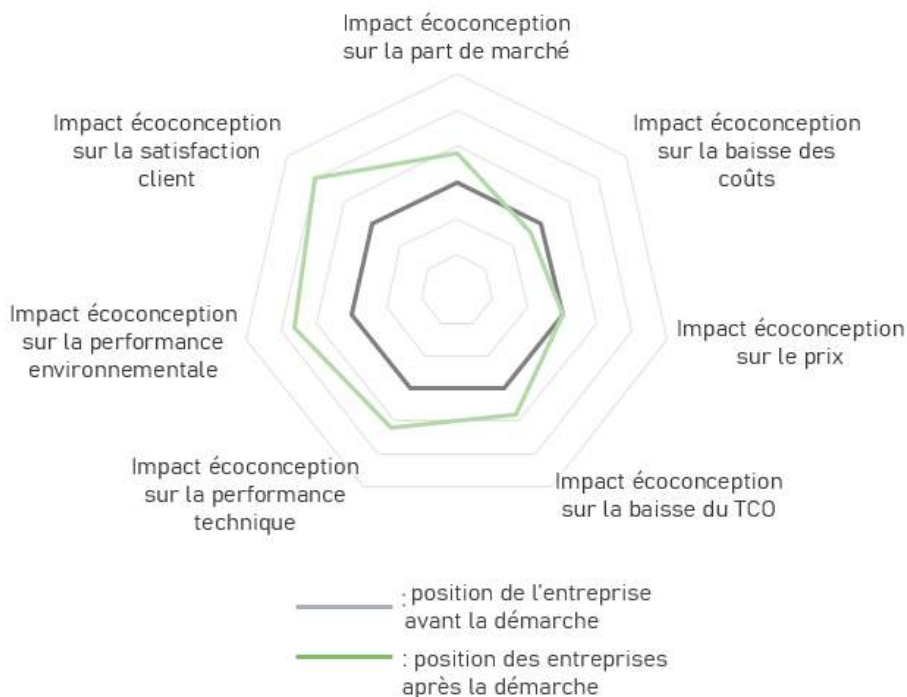 Impact écoconception
sur la part de marché
Impact écoconception
sur la satisfaction
client
Impact écoconception
sur la baisse des
coûts
Impact écoconception
sur la performance
environnementale
Impact écoconception
sur le prix
Impact écoconception
sur la performance
technique
Impact écoconception
sur la baisse du TCO
: position de l'entreprise
avant la démarche
: position des entreprises
après la démarche